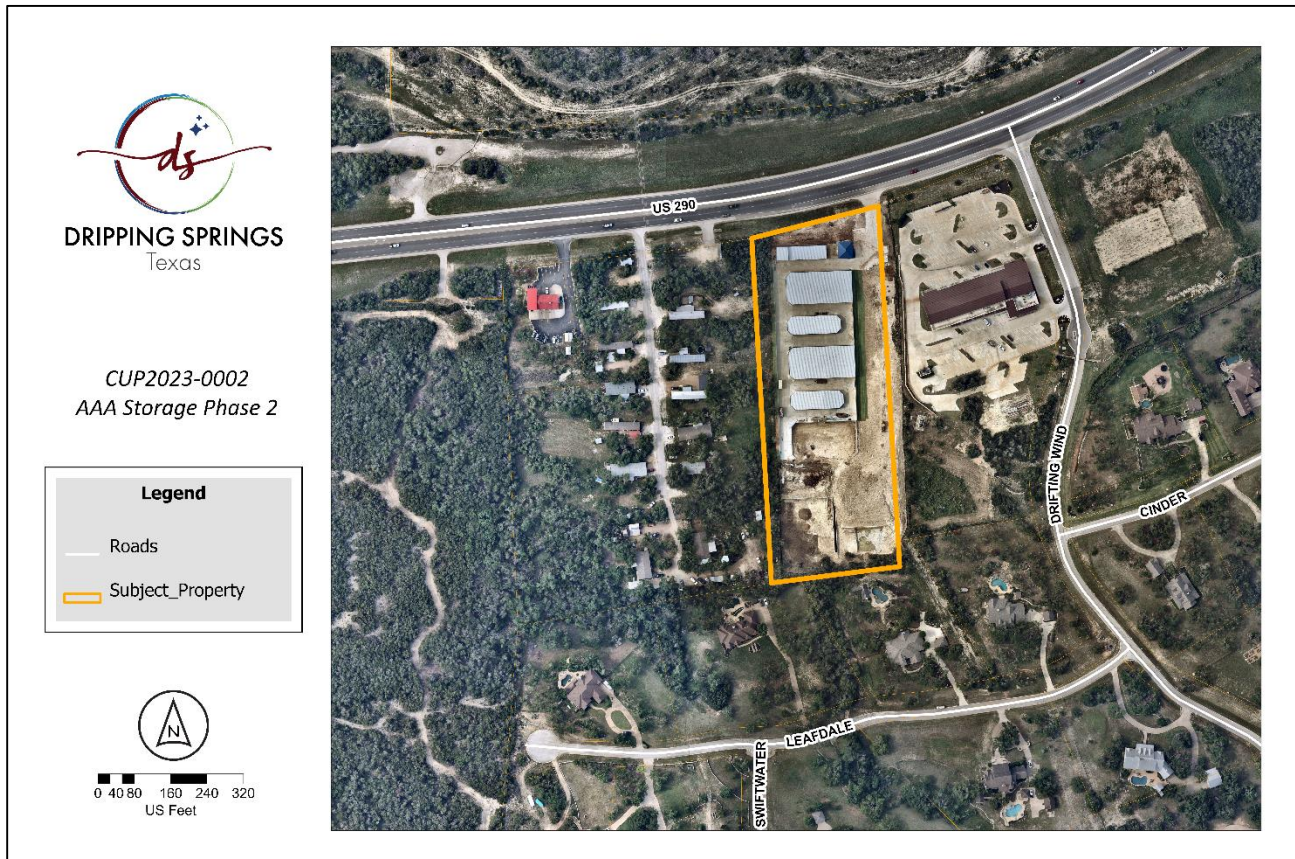 ds
DRIPPING SPRINGS
Texas
CUP2023-0002
AAA Storage Phase 2
Legend
Roads
Subject_Property
N
0 40 80 160 240 320
US Feet
US 290
DRIFTING WIND
CINDER
LEAFDALE
SWIFTWATER